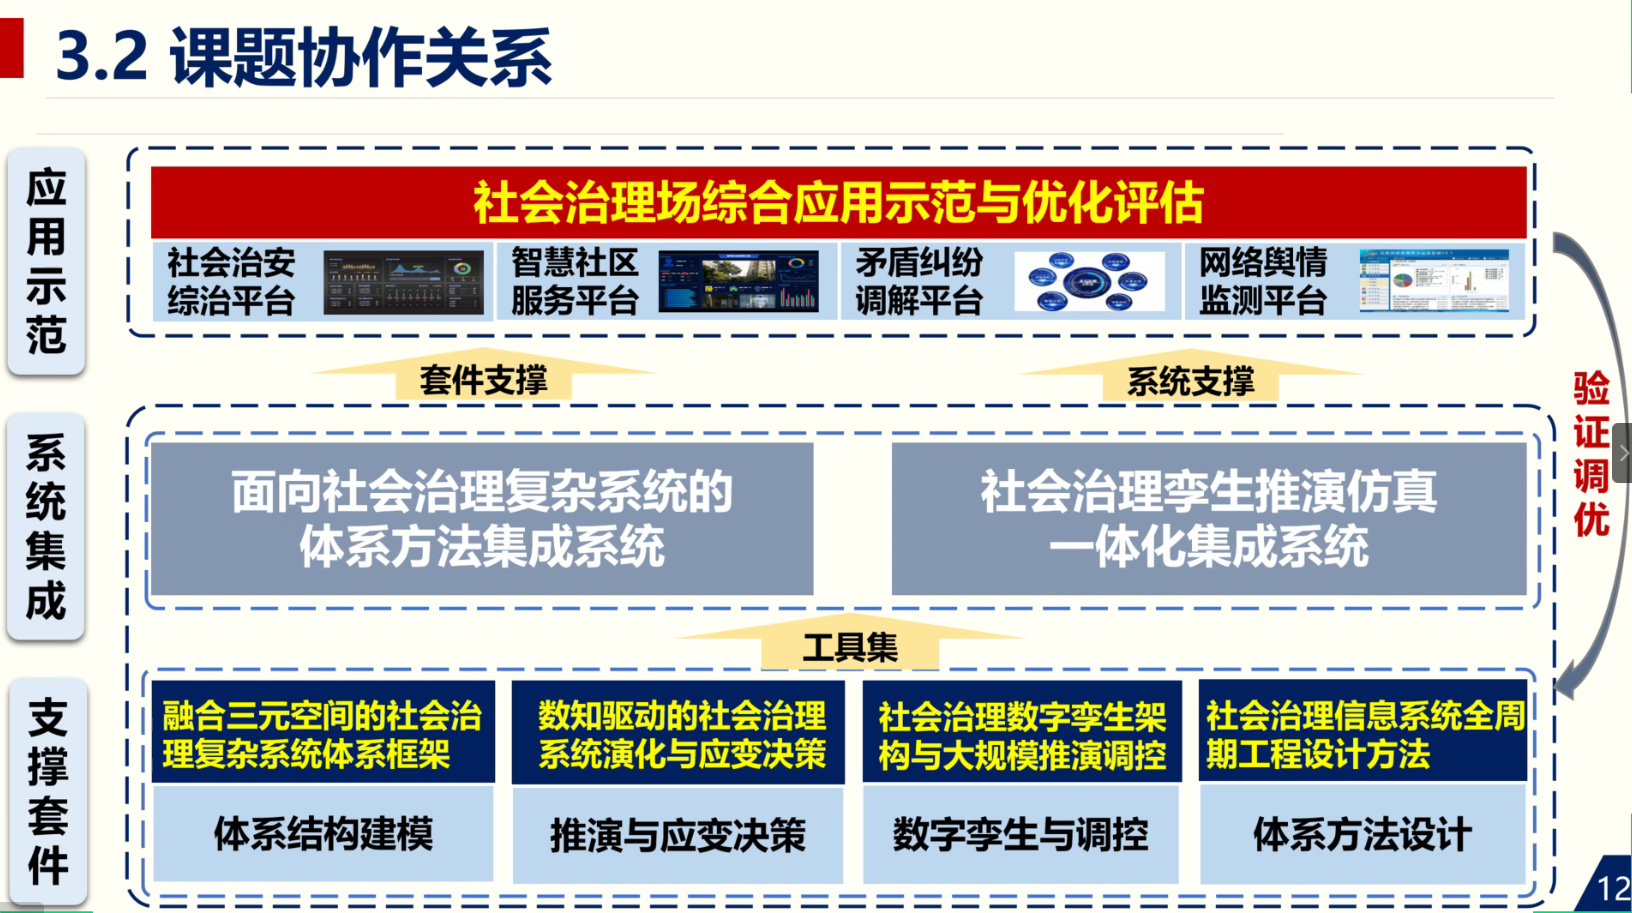 3.2 课题协作关系
应用示范
社会治理场综合应用示范与优化评估
社会治安
综治平台
智慧社区
服务平台
矛盾纠纷
调解平台
网络舆情
监测平台
套件支撑
系统支撑
验证调优
系统集成
面向社会治理复杂系统的
体系方法集成系统
社会治理孪生推演仿真
一体化集成系统
工具集
支撑套件
融合三元空间的社会治
理复杂系统体系框架
数知驱动的社会治理
系统演化与应变决策
社会治理数字孪生架
构与大规模推演调控
社会治理信息系统全周
期工程设计方法
体系结构建模
推演与应变决策
数字孪生与调控
体系方法设计
12